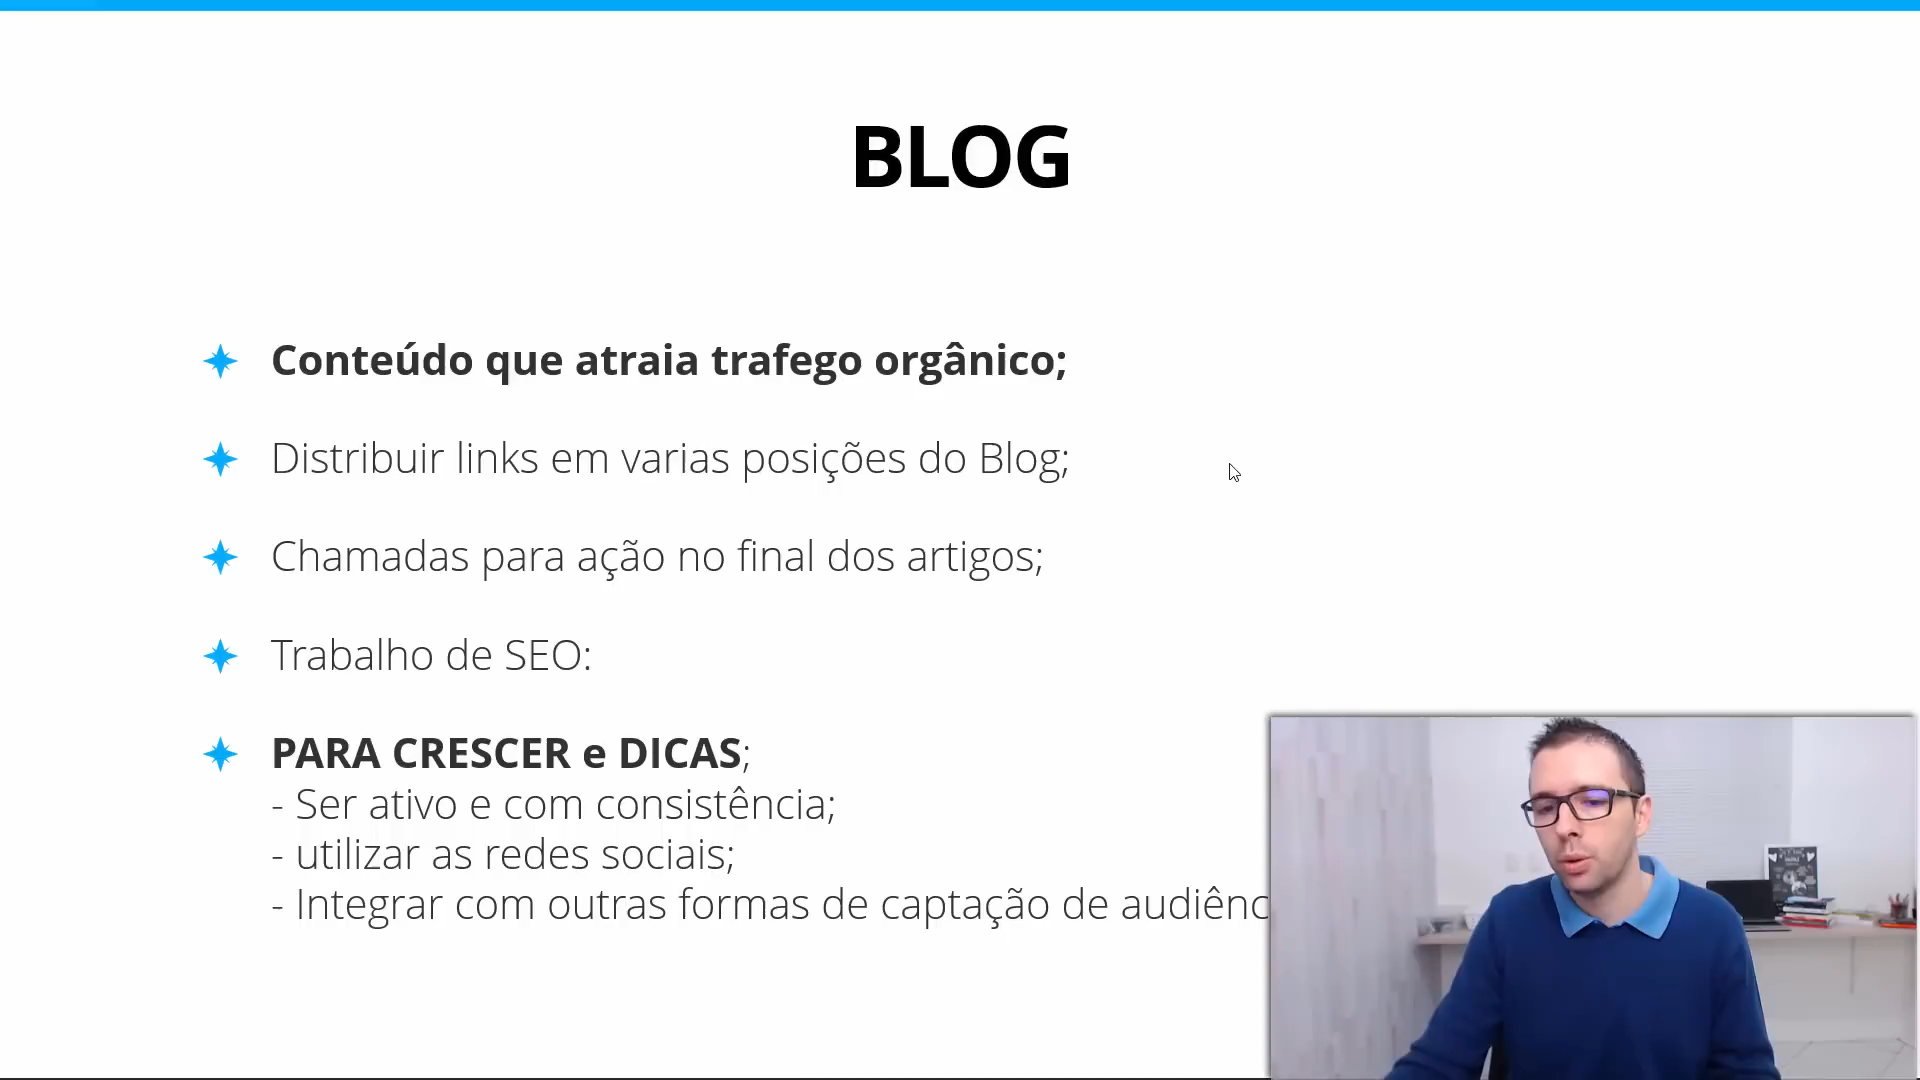 BLOG
Conteúdo que atraia trafego orgânico;
Distribuir links em varias posições do Blog;
Chamadas para ação no final dos artigos;
Trabalho de SEO:
PARA CRESCER e DICAS;
- Ser ativo e com consistência;
- utilizar as redes sociais;
- Integrar com outras formas de captação de audiênc